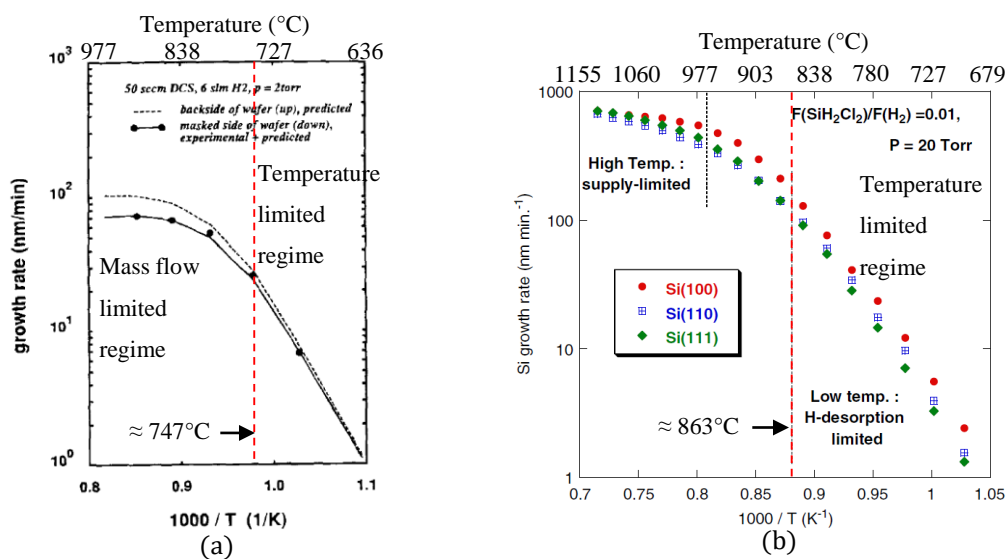 Temperature (°C)
977 838 727 636
10³
10²
10¹
10⁰
growth rate (nm/min)
50 sccm DCS, 6 slm H2, p = 2torr
backside of wafer (up), predicted
masked side of wafer (down),
experimental + predicted
Temperature
limited
regime
Mass flow
limited
regime
≈ 747°C
0.8 0.9 1.0 1.1
1000 / T (1/K)
(a)
Temperature (°C)
1155 1060 977 903 838 780 727 679
1000
100
10
1
Si growth rate (nm min.⁻¹)
F(SiH₂Cl₂)/F(H₂) =0.01,
P = 20 Torr
High Temp. :
supply-limited
Temperature
limited
regime
Si(100)
Si(110)
Si(111)
Low temp. :
H-desorption
limited
≈ 863°C
0.7 0.75 0.8 0.85 0.9 0.95 1 1.05
1000 / T (K⁻¹)
(b)